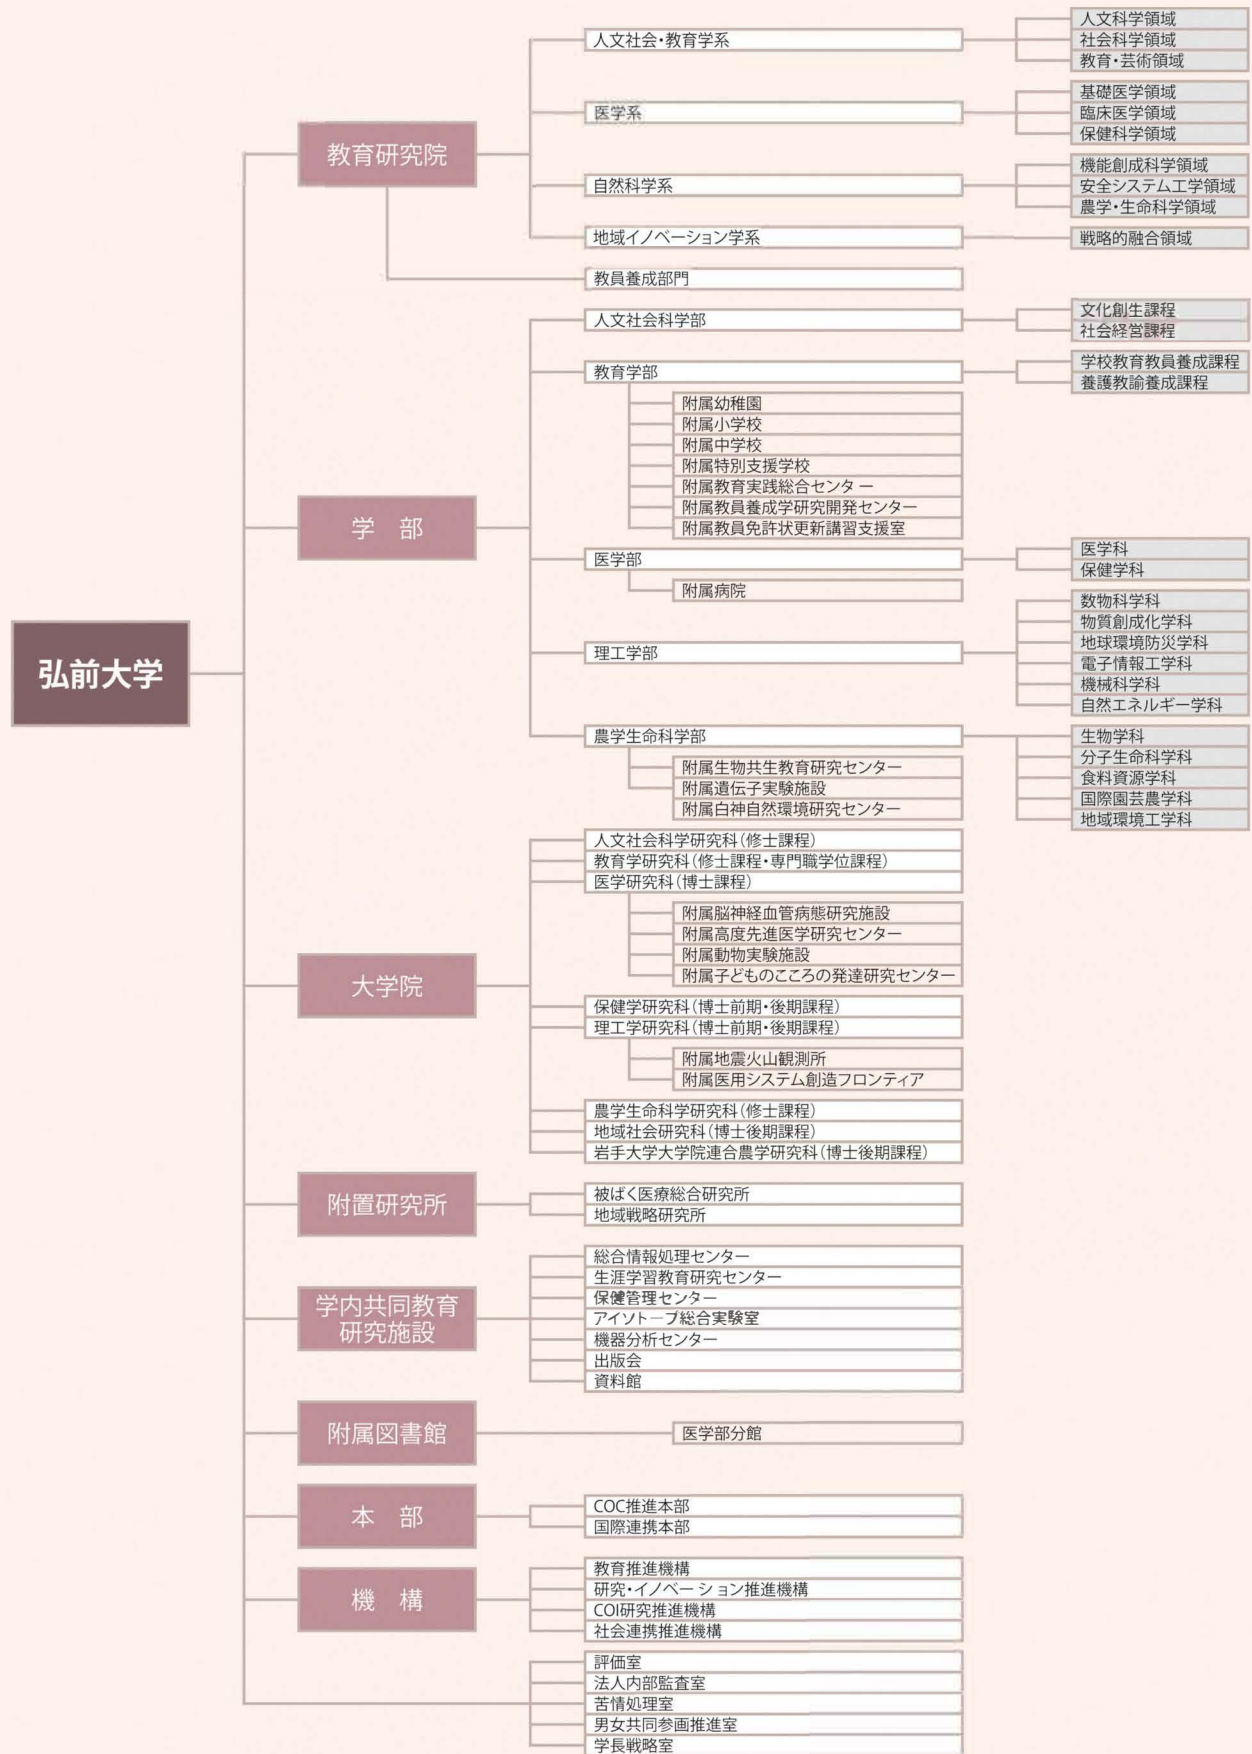 弘前大学
教育研究院
人文社会・教育学系
人文科学領域
社会科学領域
教育・芸術領域
医学系
基礎医学領域
臨床医学領域
保健科学領域
自然科学系
機能創成科学領域
安全システム工学領域
農学・生命科学領域
地域イノベーション学系
戦略的融合領域
教員養成部門
学 部
人文社会科学部
文化創生課程
社会経営課程
教育学部
学校教育教員養成課程
養護教諭養成課程
附属幼稚園
附属小学校
附属中学校
附属特別支援学校
附属教育実践総合センター
附属教員養成学研究開発センター
附属教員免許状更新講習支援室
医学部
医学科
保健学科
附属病院
理工学部
数物科学科
物質創成化学科
地球環境防災学科
電子情報工学科
機械科学科
自然エネルギー学科
農学生命科学部
生物学科
分子生命科学科
食料資源学科
国際園芸農学科
地域環境工学科
附属生物共生教育研究センター
附属遺伝子実験施設
附属白神自然環境研究センター
大学院
人文社会科学研究科(修士課程)
教育学研究科(修士課程・専門職学位課程)
医学研究科(博士課程)
附属脳神経血管病態研究施設
附属高度先進医学研究センター
附属動物実験施設
附属子どものこころの発達研究センター
保健学研究科(博士前期・後期課程)
理工学研究科(博士前期・後期課程)
附属地震火山観測所
附属医用システム創造フロンティア
農学生命科学研究科(修士課程)
地域社会研究科(博士後期課程)
岩手大学大学院連合農学研究科(博士後期課程)
附置研究所
被ばく医療総合研究所
地域戦略研究所
学内共同教育
研究施設
総合情報処理センター
生涯学習教育研究センター
保健管理センター
アイソトープ総合実験室
機器分析センター
出版会
資料館
附属図書館
医学部分館
本 部
COC推進本部
国際連携本部
機 構
教育推進機構
研究・イノベーション推進機構
COI研究推進機構
社会連携推進機構
評価室
法人内部監査室
苦情処理室
男女共同参画推進室
学長戦略室